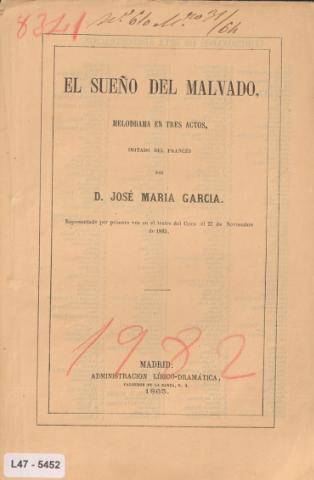 8341
EL SUEÑO DEL MALVADO,
MELODRAMA EN TRES ACTOS,
IMITADO DEL FRANCÉS
POR
D. JOSÉ MARIA GARCIA.
Representado por primera vez en el teatro del Circo el 22 de Noviembre
de 1865.
1982
MADRID:
ADMINISTRACION LÍRICO-DRAMÁTICA,
1865.
L47 - 5452